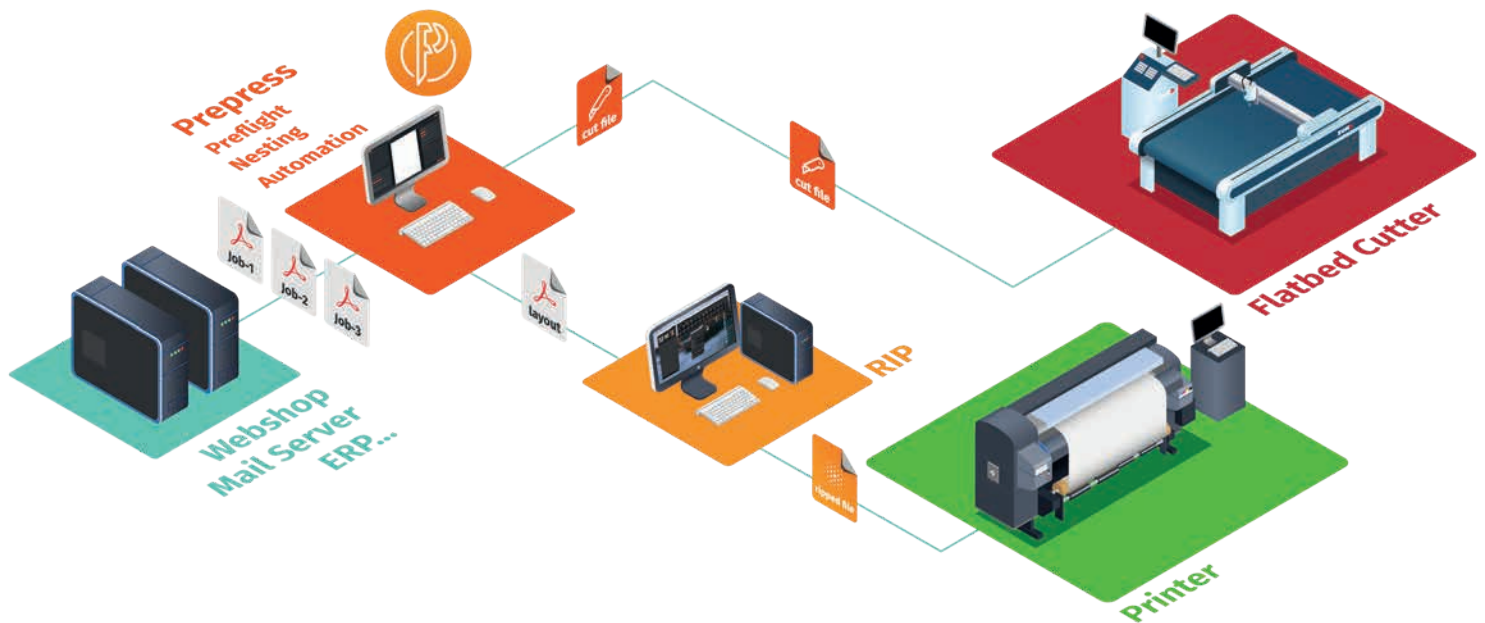 Prepress
Preflight
Nesting
Automation
cut file
cut file
Flatbed Cutter
Job-1
Job-2
Job-3
layout
RIP
Webshop
Mail Server
ERP...
ripped file
Printer